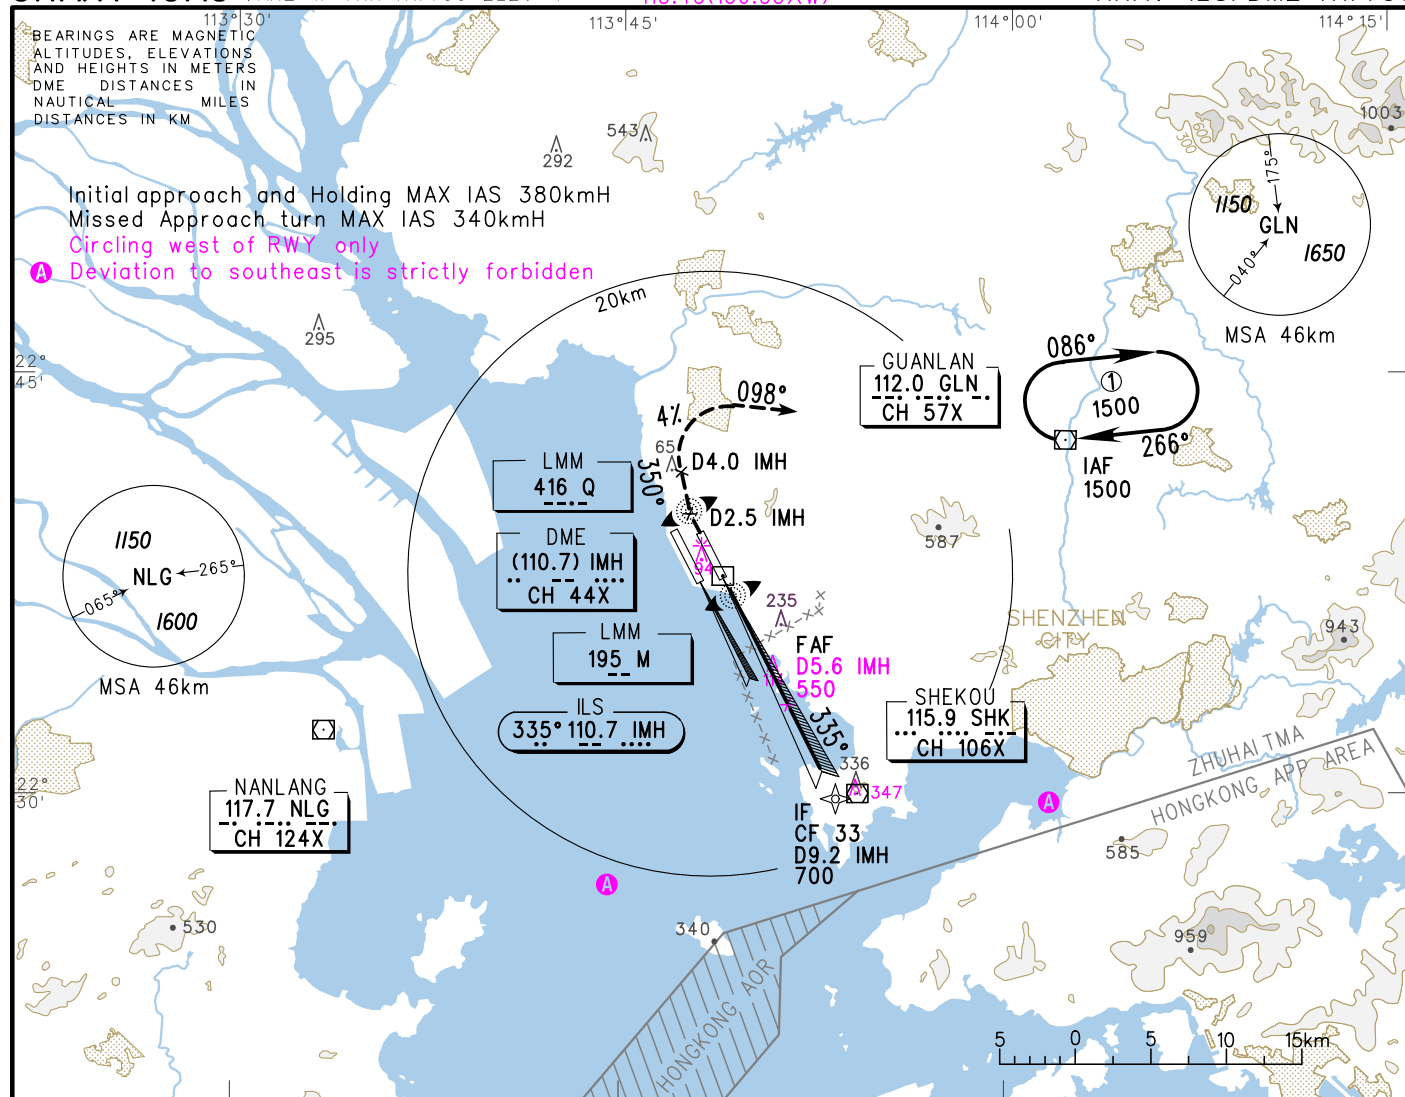 113°30'
113°45'
114°00'
114°15'
BEARINGS ARE MAGNETIC
ALTITUDES, ELEVATIONS
AND HEIGHTS IN METERS
DME DISTANCES IN
NAUTICAL MILES
DISTANCES IN KM
543
292
1003
600
300
Initial approach and Holding MAX IAS 380kmH
Missed Approach turn MAX IAS 340kmH
Circling west of RWY only
A Deviation to southeast is strictly forbidden
175°
1150
GLN
1650
040°
MSA 46km
20km
295
22°
45'
GUANLAN
112.0 GLN
CH 57X
086°
1
1500
266°
IAF
1500
098°
4%
65
D4.0 IMH
350°
LMM
416 Q
D2.5 IMH
587
DME
(110.7) IMH
CH 44X
94
1150
NLG
265°
065°
1600
MSA 46km
235
SHENZHEN
CITY
943
LMM
195 M
FAF
D5.6 IMH
550
ILS
335° 110.7 IMH
335°
SHEKOU
115.9 SHK
CH 106X
ZHUHAI TMA
HONGKONG APP AREA
336
347
A
22°
30'
NANLANG
117.7 NLG
CH 124X
IF
CF 33
D9.2 IMH
700
585
A
530
340
959
HONGKONG AOR
5 0 5 10 15km